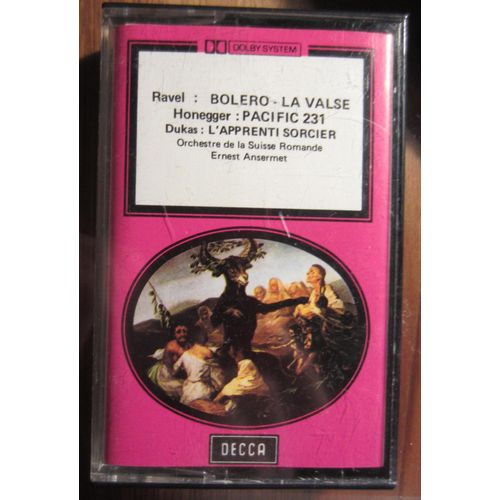 DOLBY SYSTEM
Ravel : BOLERO - LA VALSE
Honegger : PACIFIC 231
Dukas : L'APPRENTI SORCIER
Orchestre de la Suisse Romande
Ernest Ansermet
DECCA